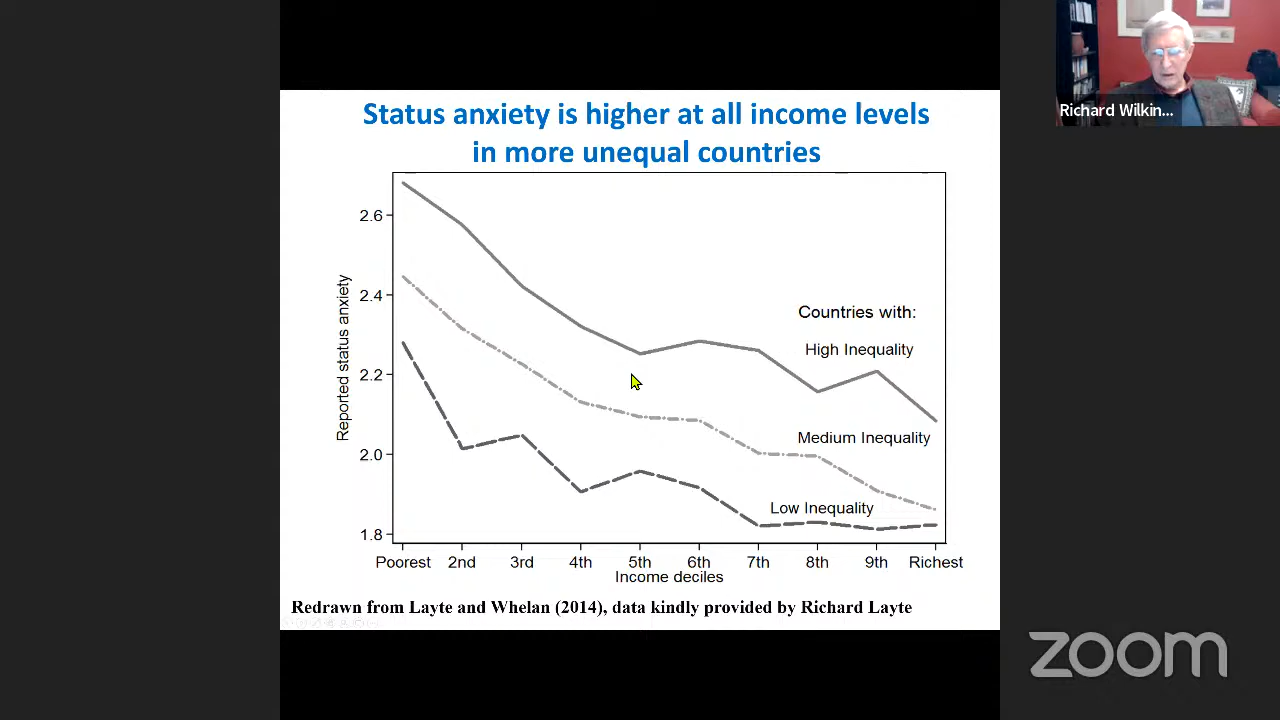 Status anxiety is higher at all income levels
in more unequal countries
Richard Wilkin...
Reported status anxiety
2.6
2.4
2.2
2.0
1.8
Countries with:
High Inequality
Medium Inequality
Low Inequality
Poorest 2nd 3rd 4th 5th 6th 7th 8th 9th Richest
Income deciles
Redrawn from Layte and Whelan (2014), data kindly provided by Richard Layte
zoom